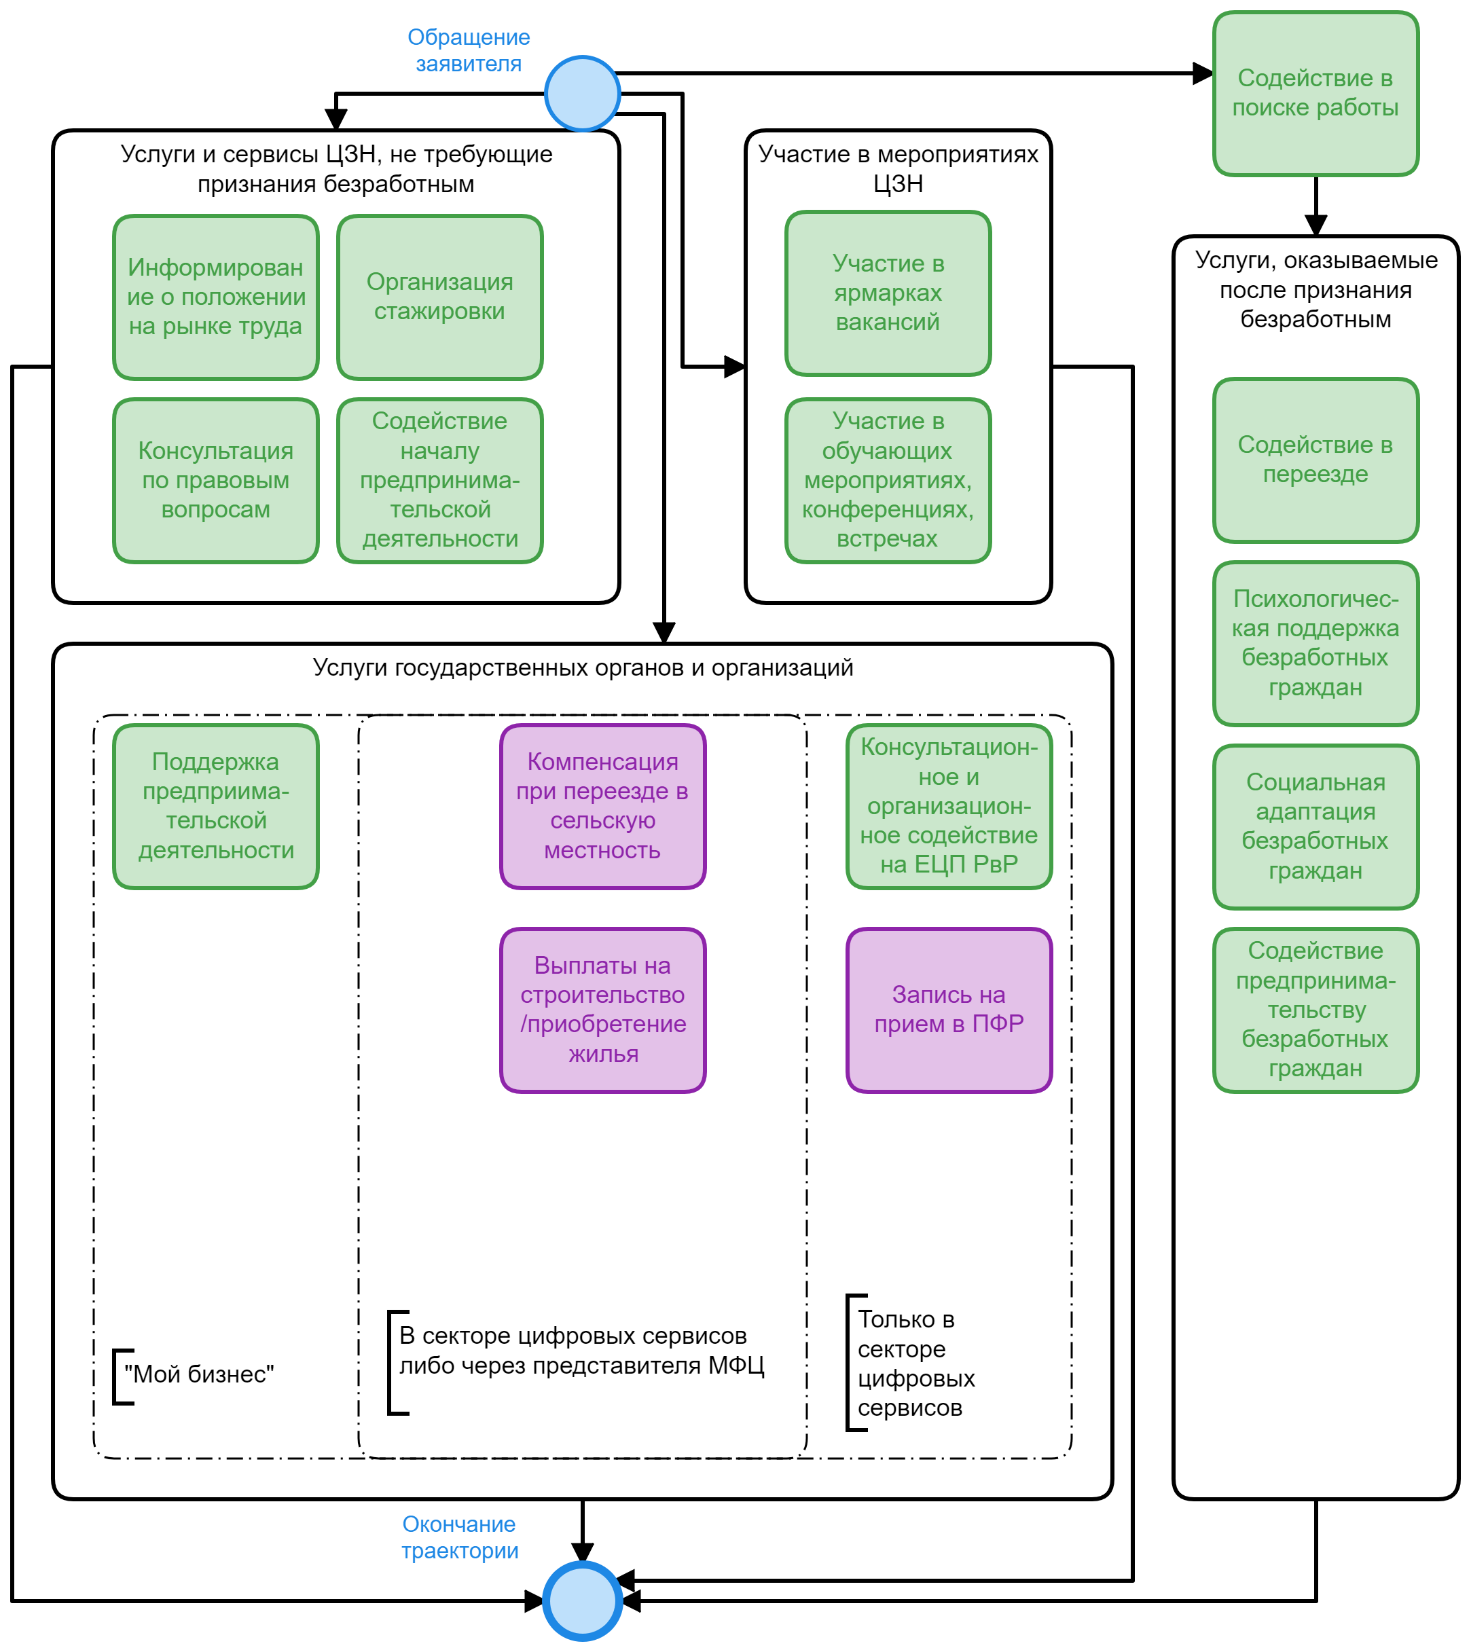 Обращение
заявителя
Содействие в
поиске работы
Услуги и сервисы ЦЗН, не требующие
признания безработным
Информирован
ие о положении
на рынке труда
Организация
стажировки
Консультация
по правовым
вопросам
Содействие
началу
предпринима-
тельской
деятельности
Участие в мероприятиях
ЦЗН
Участие в
ярмарках
вакансий
Участие в
обучающих
мероприятиях,
конференциях,
встречах
Услуги, оказываемые
после признания
безработным
Содействие в
переезде
Психологичес-
кая поддержка
безработных
граждан
Социальная
адаптация
безработных
граждан
Содействие
предпринима-
тельству
безработных
граждан
Услуги государственных органов и организаций
Поддержка
предприима-
тельской
деятельности
Компенсация
при переезде в
сельскую
местность
Консультацион-
ное и
организацион-
ное содействие
на ЕЦП РвР
Выплаты на
строительство
/приобретение
жилья
Запись на
прием в ПФР
"Мой бизнес"
В секторе цифровых сервисов
либо через представителя МФЦ
Только в
секторе
цифровых
сервисов
Окончание
траектории